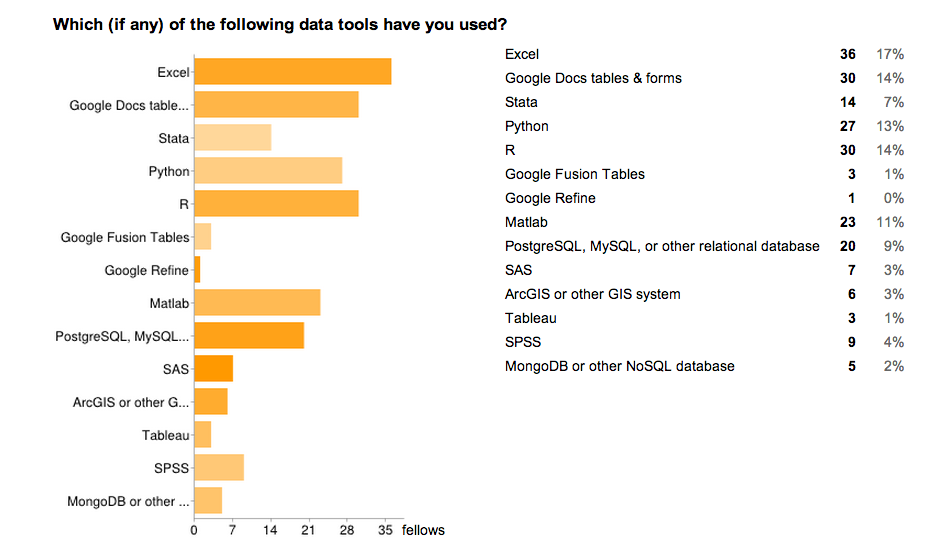 Which (if any) of the following data tools have you used?
Excel
Google Docs table...
Stata
Python
R
Google Fusion Tables
Google Refine
Matlab
PostgreSQL, MySQL...
SAS
ArcGIS or other G...
Tableau
SPSS
MongoDB or other ...
0 7 14 21 28 35 fellows
Excel 36 17%
Google Docs tables & forms 30 14%
Stata 14 7%
Python 27 13%
R 30 14%
Google Fusion Tables 3 1%
Google Refine 1 0%
Matlab 23 11%
PostgreSQL, MySQL, or other relational database 20 9%
SAS 7 3%
ArcGIS or other GIS system 6 3%
Tableau 3 1%
SPSS 9 4%
MongoDB or other NoSQL database 5 2%